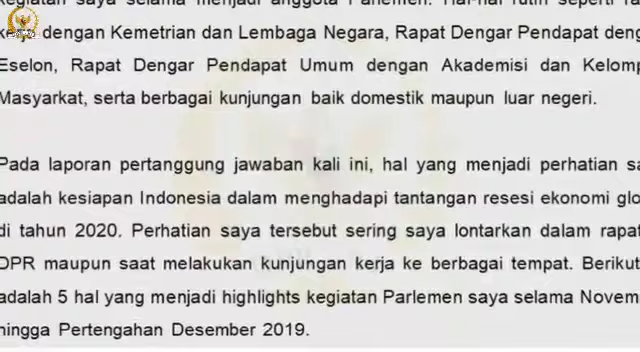 kegiatan saya selama menjadi anggota Parlemen. Hal-hal rutin seperti
dengan Kemetrian dan Lembaga Negara, Rapat Dengar Pendapat deng
Eselon, Rapat Dengar Pendapat Umum dengan Akademisi dan Kelomp
Masyarkat, serta berbagai kunjungan baik domestik maupun luar negeri.
Pada laporan pertanggung jawaban kali ini, hal yang menjadi perhatian sa
adalah kesiapan Indonesia dalam menghadapi tantangan resesi ekonomi glo
di tahun 2020. Perhatian saya tersebut sering saya lontarkan dalam rapat
DPR maupun saat melakukan kunjungan kerja ke berbagai tempat. Berikut
adalah 5 hal yang menjadi highlights kegiatan Parlemen saya selama Novem
hingga Pertengahan Desember 2019.